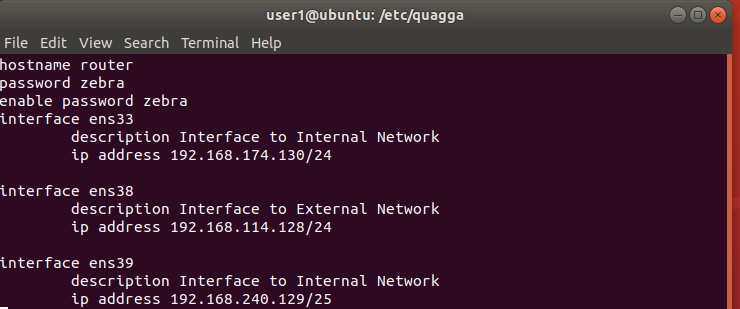 user1@ubuntu: /etc/quagga
File Edit View Search Terminal Help
hostname router
password zebra
enable password zebra
interface ens33
description Interface to Internal Network
ip address 192.168.174.130/24
interface ens38
description Interface to External Network
ip address 192.168.114.128/24
interface ens39
description Interface to Internal Network
ip address 192.168.240.129/25